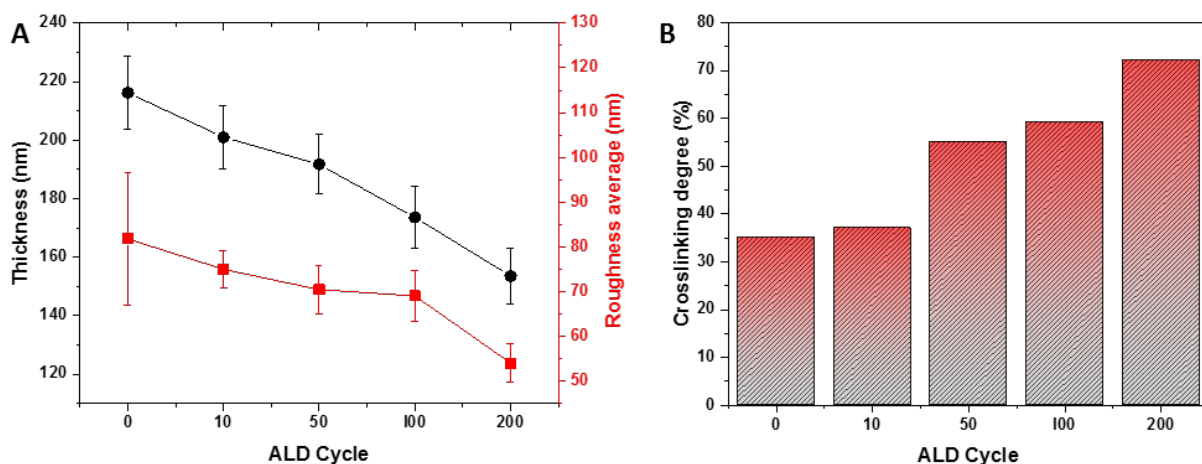 A
240
220
200
180
160
140
120
Thickness (nm)
130
120
110
100
90
80
70
60
50
Roughness average (nm)
0 10 50 I00 200
ALD Cycle
B
80
70
60
50
40
30
20
10
0
Crosslinking degree (%)
0 10 50 I00 200
ALD Cycle